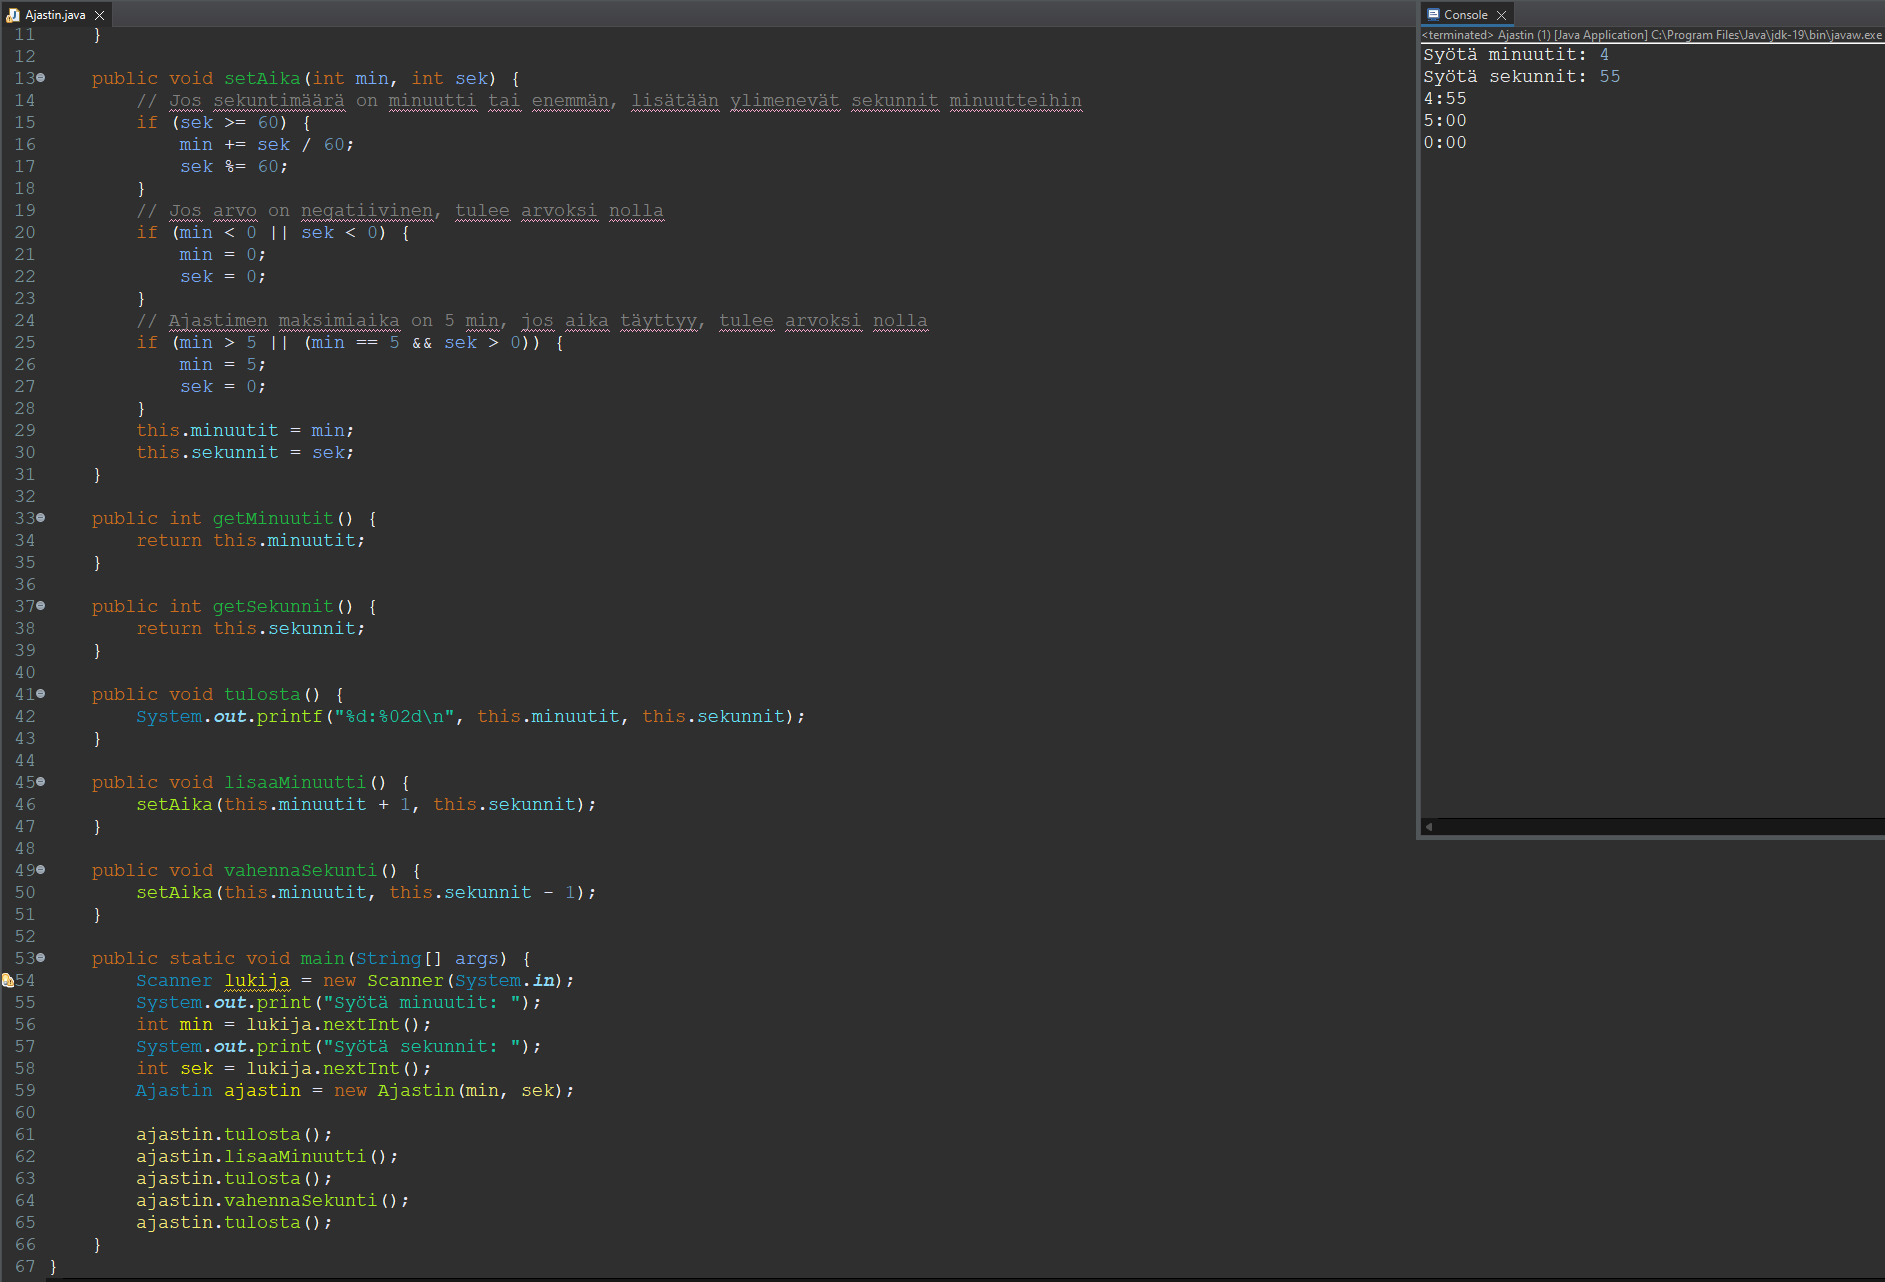 Ajastin.java
11 }
12
13 public void setAika(int min, int sek) {
14 // Jos sekuntimäärä on minuutti tai enemmän, lisätään ylimenevät sekunnit minuutteihin
15 if (sek >= 60) {
16 min += sek / 60;
17 sek %= 60;
18 }
19 // Jos arvo on negatiivinen, tulee arvoksi nolla
20 if (min < 0 || sek < 0) {
21 min = 0;
22 sek = 0;
23 }
24 // Ajastimen maksimiaika on 5 min, jos aika täyttyy, tulee arvoksi nolla
25 if (min > 5 || (min == 5 && sek > 0)) {
26 min = 5;
27 sek = 0;
28 }
29 this.minuutit = min;
30 this.sekunnit = sek;
31 }
32
33 public int getMinuutit() {
34 return this.minuutit;
35 }
36
37 public int getSekunnit() {
38 return this.sekunnit;
39 }
40
41 public void tulosta() {
42 System.out.printf("%d:%02d\n", this.minuutit, this.sekunnit);
43 }
44
45 public void lisaaMinuutti() {
46 setAika(this.minuutit + 1, this.sekunnit);
47 }
48
49 public void vahennaSekunti() {
50 setAika(this.minuutit, this.sekunnit - 1);
51 }
52
53 public static void main(String[] args) {
54 Scanner lukija = new Scanner(System.in);
55 System.out.print("Syötä minuutit: ");
56 int min = lukija.nextInt();
57 System.out.print("Syötä sekunnit: ");
58 int sek = lukija.nextInt();
59 Ajastin ajastin = new Ajastin(min, sek);
60
61 ajastin.tulosta();
62 ajastin.lisaaMinuutti();
63 ajastin.tulosta();
64 ajastin.vahennaSekunti();
65 ajastin.tulosta();
66 }
67 }
Console
<terminated> Ajastin (1) [Java Application] C:\Program Files\Java\jdk-19\bin\javaw.exe
Syötä minuutit: 4
Syötä sekunnit: 55
4:55
5:00
0:00